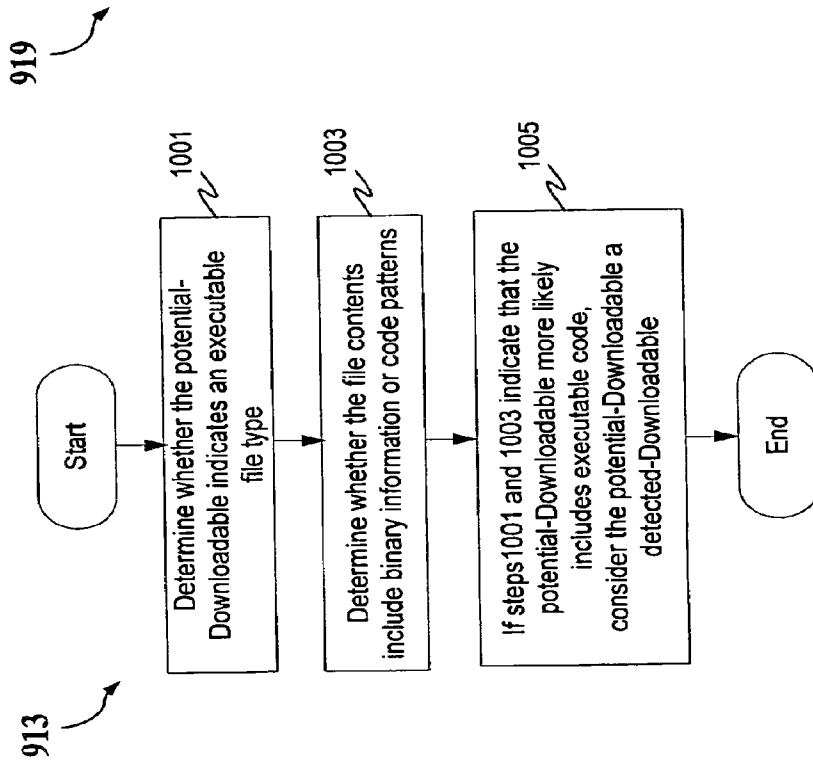 913
919
Start
Determine whether the potential-
Downloadable indicates an executable
file type
1001
Determine whether the file contents
include binary information or code patterns
1003
If steps1001 and 1003 indicate that the
potential-Downloadable more likely
includes executable code,
consider the potential-Downloadable a
detected-Downloadable
1005
End